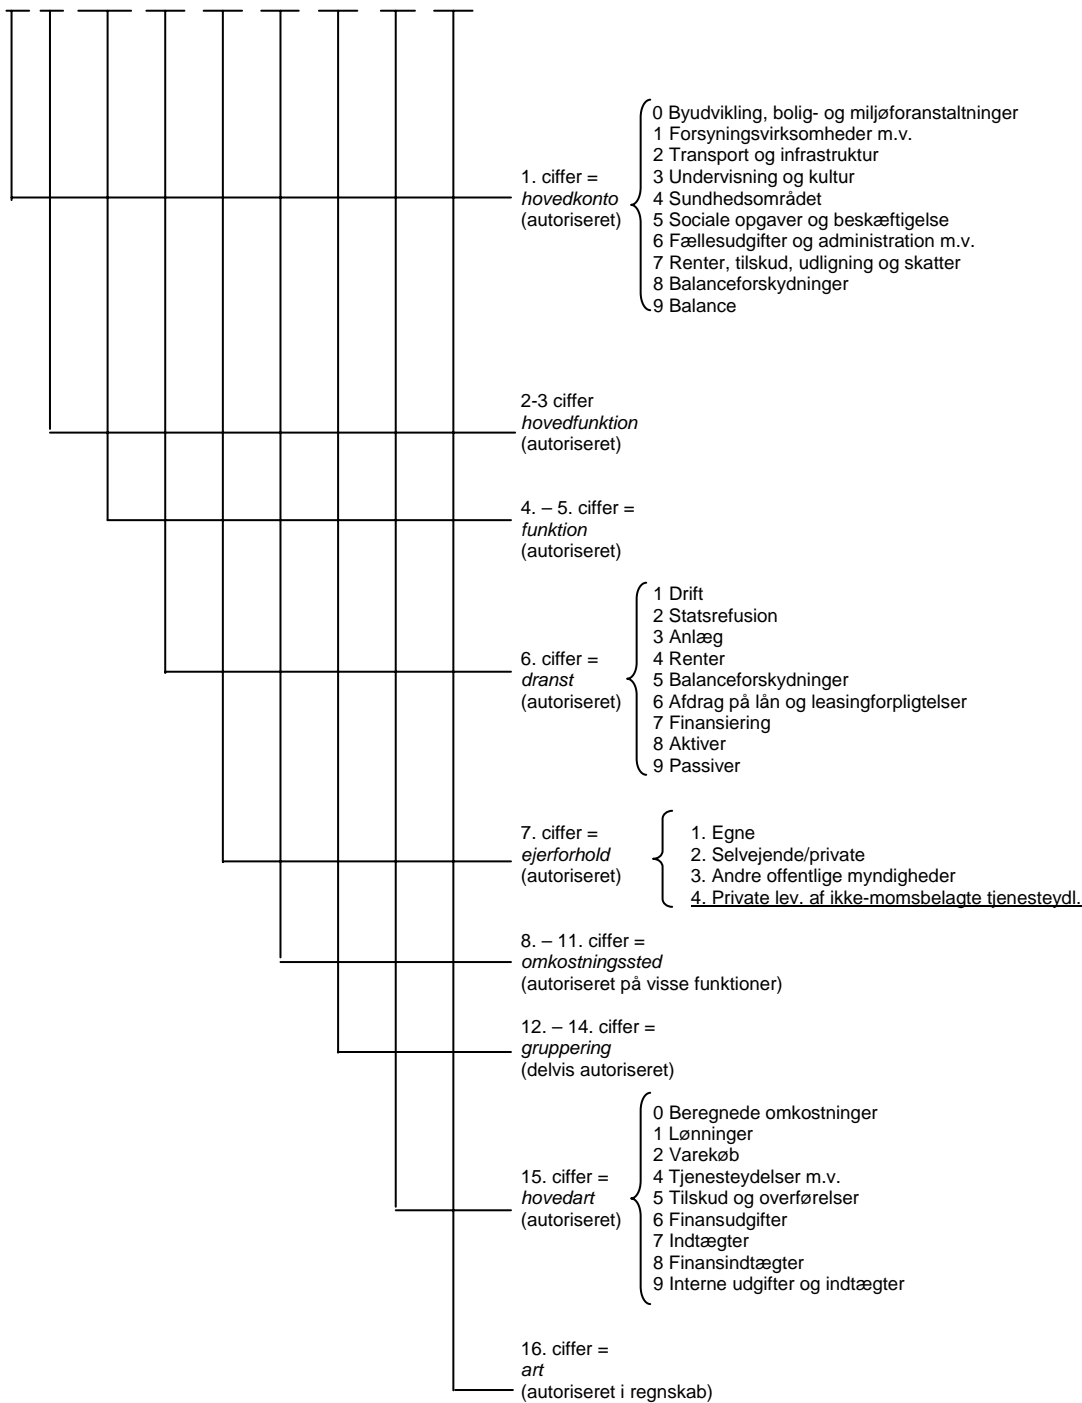 0 Byudvikling, bolig- og miljøforanstaltninger
1 Forsyningsvirksomheder m.v.
2 Transport og infrastruktur
1. ciffer =
3 Undervisning og kultur
hovedkonto
4 Sundhedsområdet
(autoriseret)
5 Sociale opgaver og beskæftigelse
6 Fællesudgifter og administration m.v.
7 Renter, tilskud, udligning og skatter
8 Balanceforskydninger
9 Balance
2-3 ciffer
hovedfunktion
(autoriseret)
4. – 5. ciffer =
funktion
(autoriseret)
1 Drift
2 Statsrefusion
3 Anlæg
6. ciffer =
4 Renter
dranst
5 Balanceforskydninger
(autoriseret)
6 Afdrag på lån og leasingforpligtelser
7 Finansiering
8 Aktiver
9 Passiver
7. ciffer =
1. Egne
ejerforhold
2. Selvejende/private
(autoriseret)
3. Andre offentlige myndigheder
4. Private lev. af ikke-momsbelagte tjenesteydl.
8. – 11. ciffer =
omkostningssted
(autoriseret på visse funktioner)
12. – 14. ciffer =
gruppering
(delvis autoriseret)
0 Beregnede omkostninger
1 Lønninger
2 Varekøb
15. ciffer =
4 Tjenesteydelser m.v.
hovedart
5 Tilskud og overførelser
(autoriseret)
6 Finansudgifter
7 Indtægter
8 Finansindtægter
9 Interne udgifter og indtægter
16. ciffer =
art
(autoriseret i regnskab)